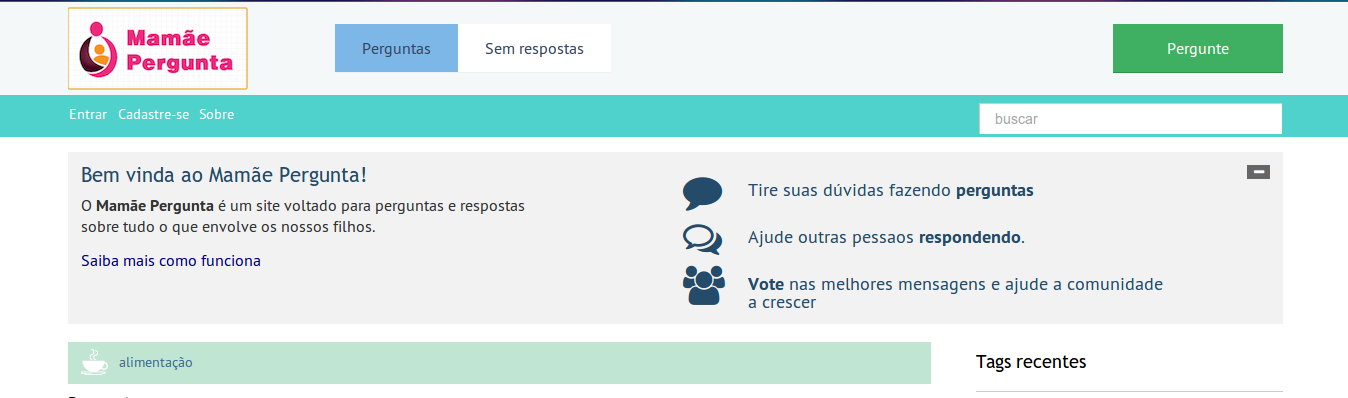 Mamãe
Pergunta
Perguntas
Sem respostas
Pergunte
Entrar Cadastre-se Sobre
buscar
Bem vinda ao Mamãe Pergunta!
O Mamãe Pergunta é um site voltado para perguntas e respostas
sobre tudo o que envolve os nossos filhos.
Saiba mais como funciona
Tire suas dúvidas fazendo perguntas
Ajude outras pessaos respondendo.
Vote nas melhores mensagens e ajude a comunidade
a crescer
alimentação
Tags recentes